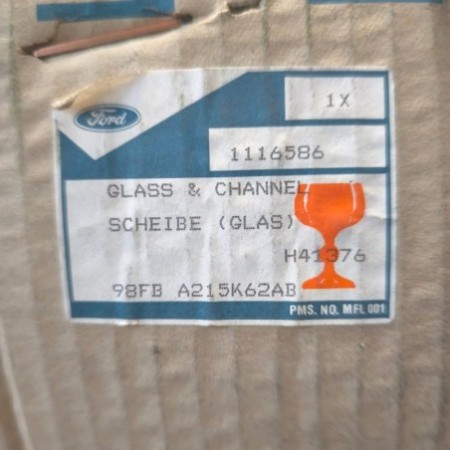 Ford
1X
1116586
GLASS & CHANNEL
SCHEIBE (GLAS)
H41376
98FB A215K62AB
PMS. NO. MFL 001